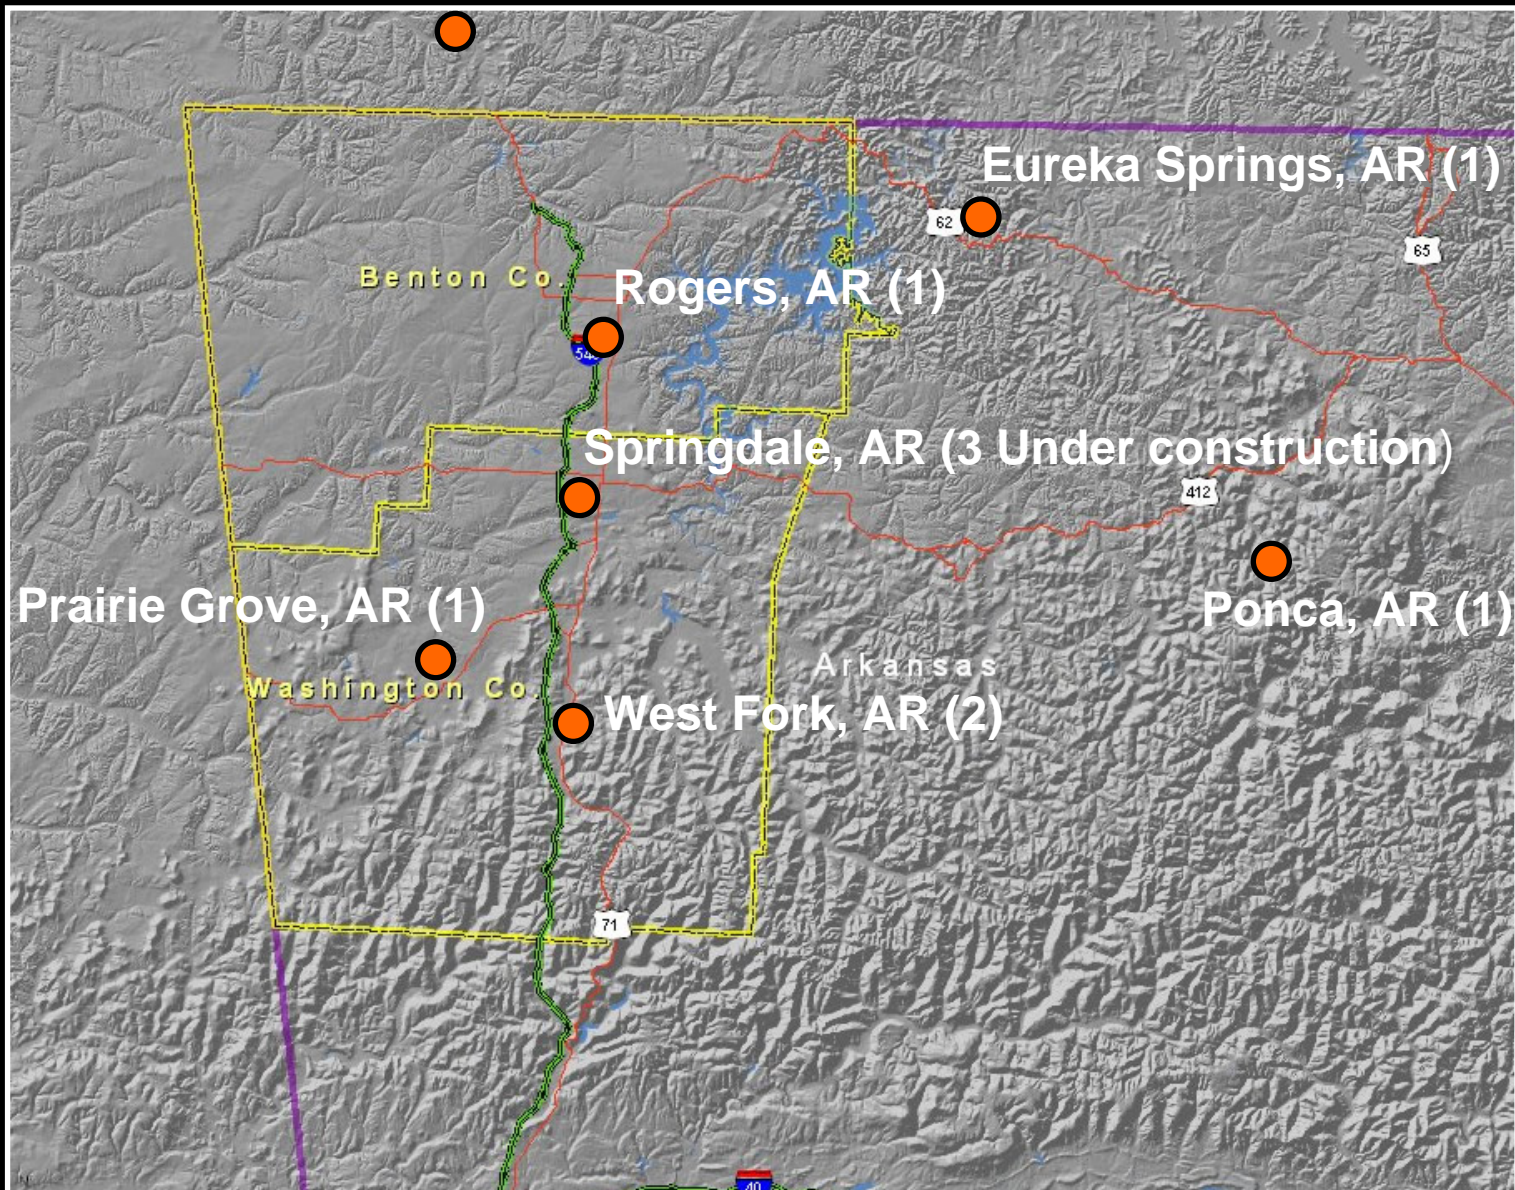 Eureka Springs, AR (1)
62
65
Benton Co.
Rogers, AR (1)
Springdale, AR (3 Under construction)
412
Prairie Grove, AR (1)
Ponca, AR (1)
Arkansas
Washington Co.
West Fork, AR (2)
71
40